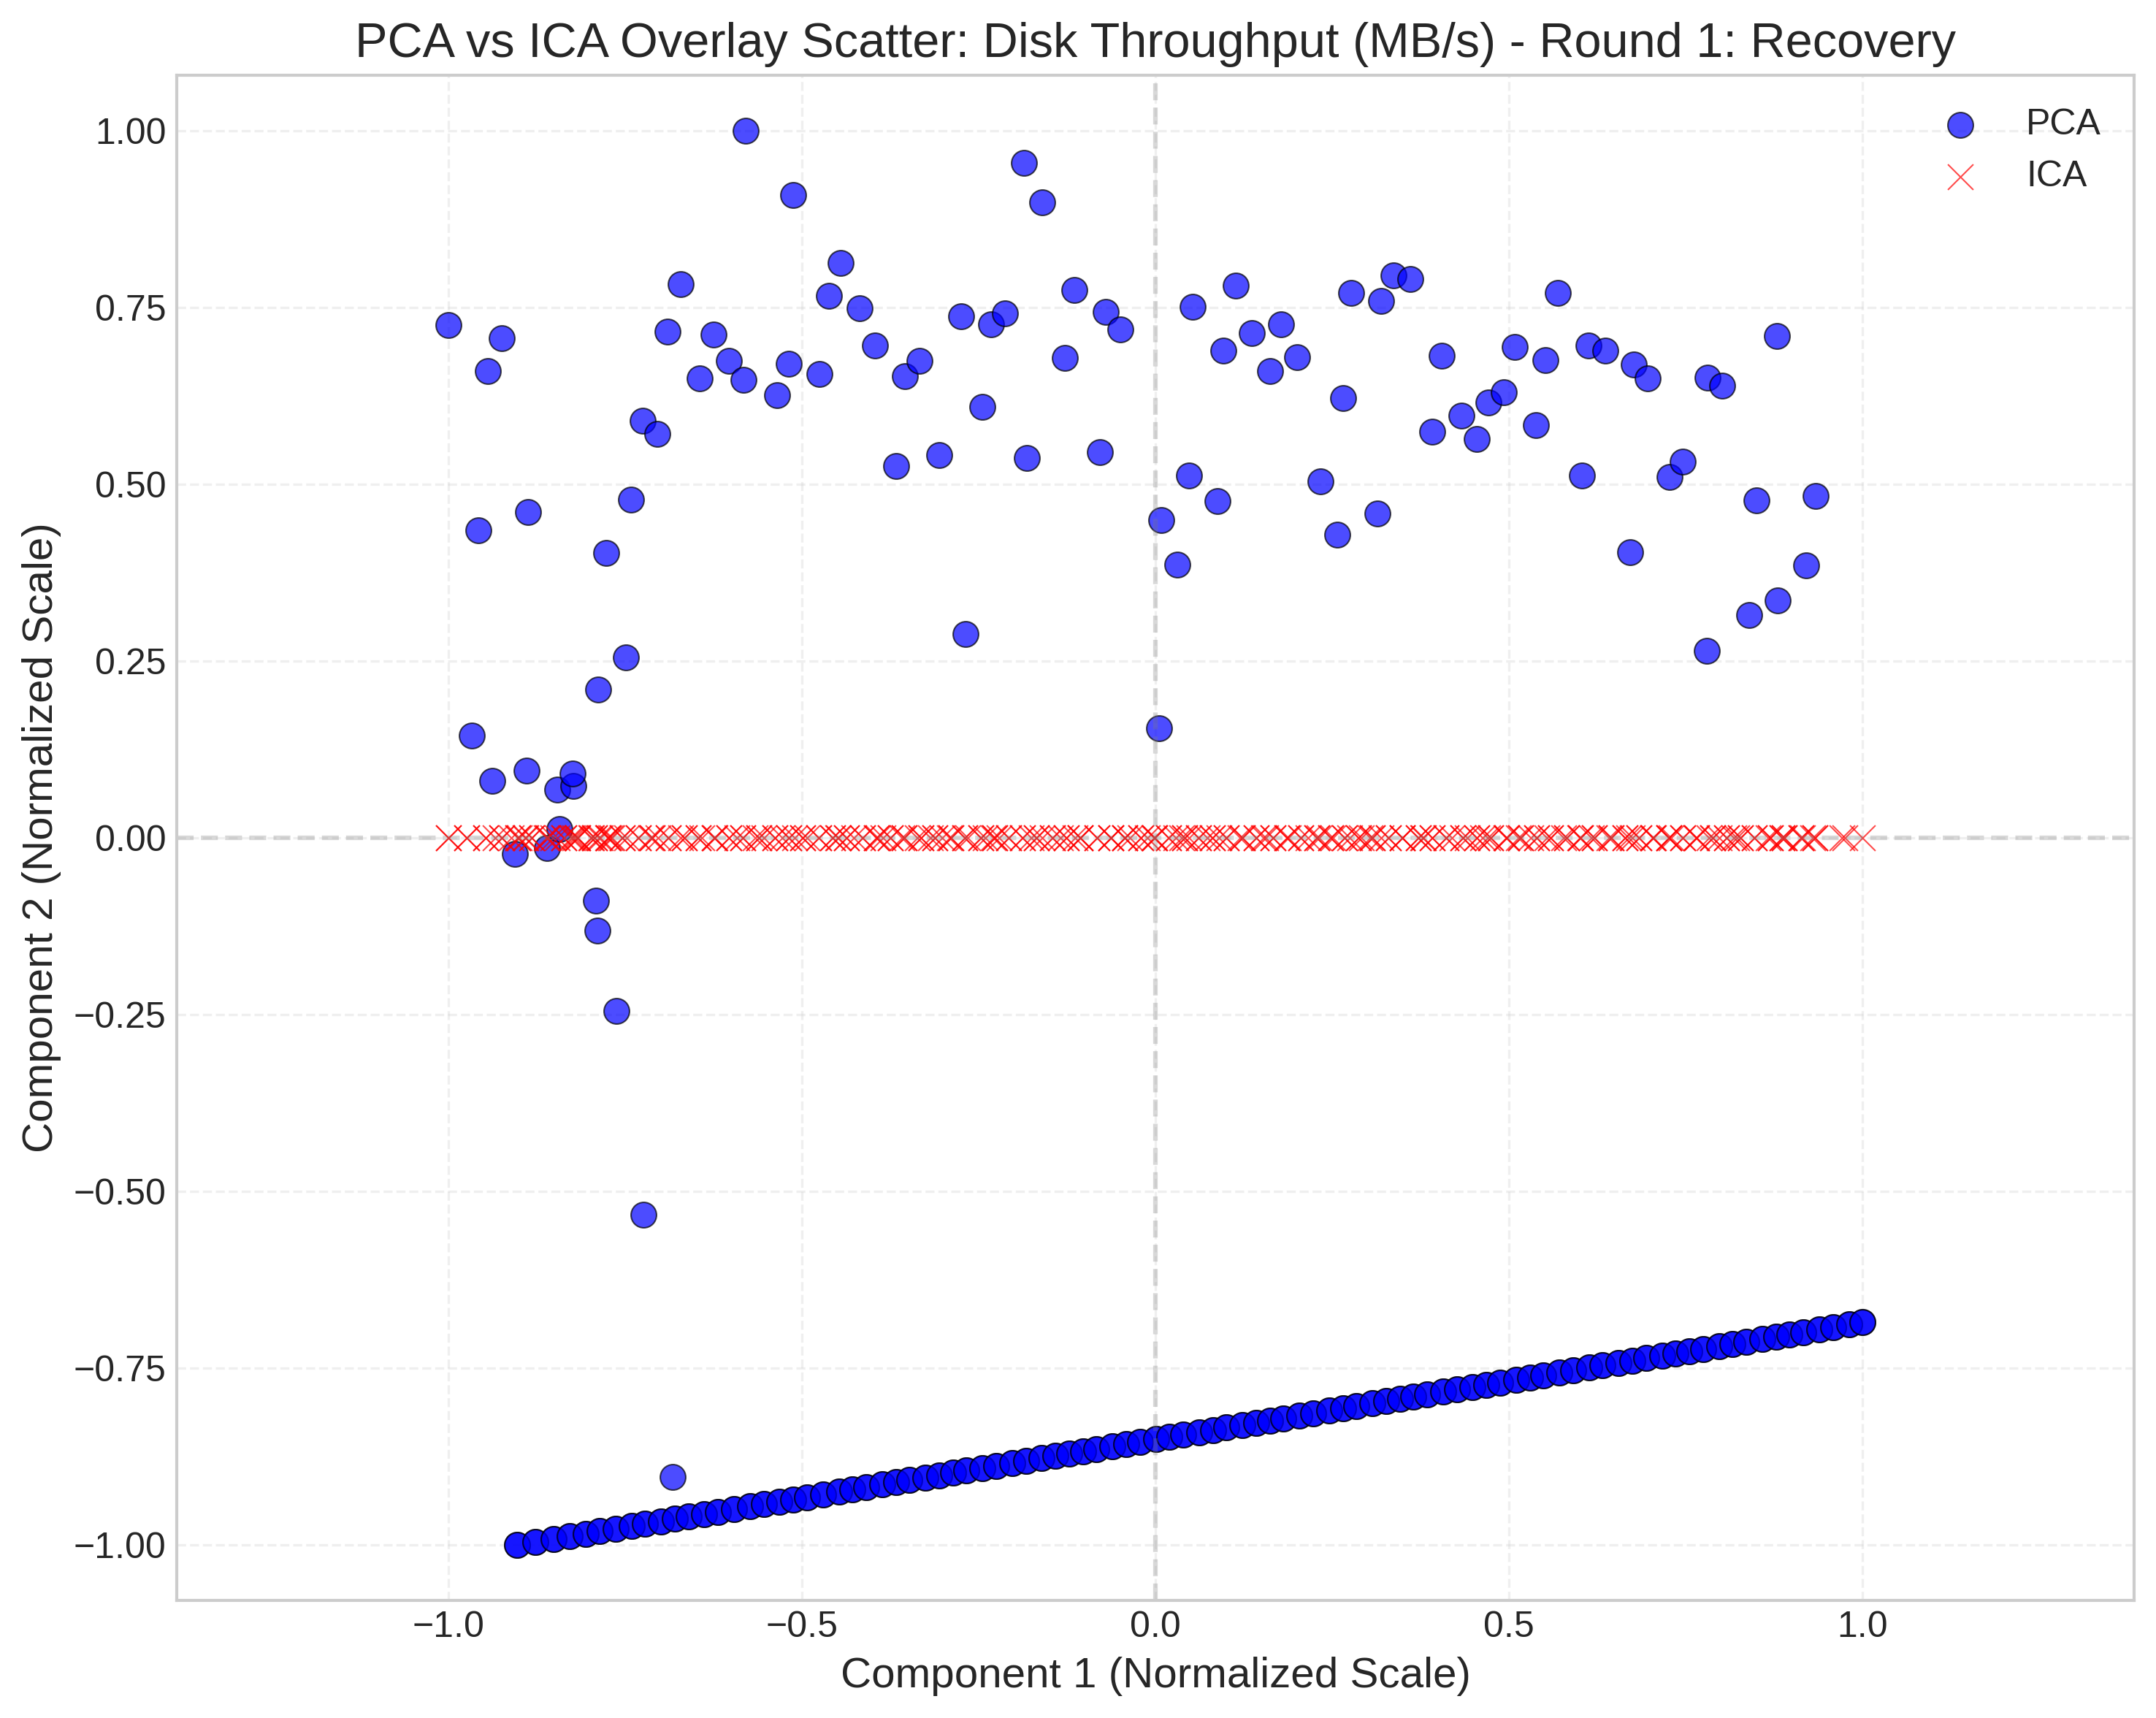 PCA vs ICA Overlay Scatter: Disk Throughput (MB/s) - Round 1: Recovery
PCA
ICA
Component 2 (Normalized Scale)
1.00
0.75
0.50
0.25
0.00
−0.25
−0.50
−0.75
−1.00
−1.0
−0.5
0.0
0.5
1.0
Component 1 (Normalized Scale)